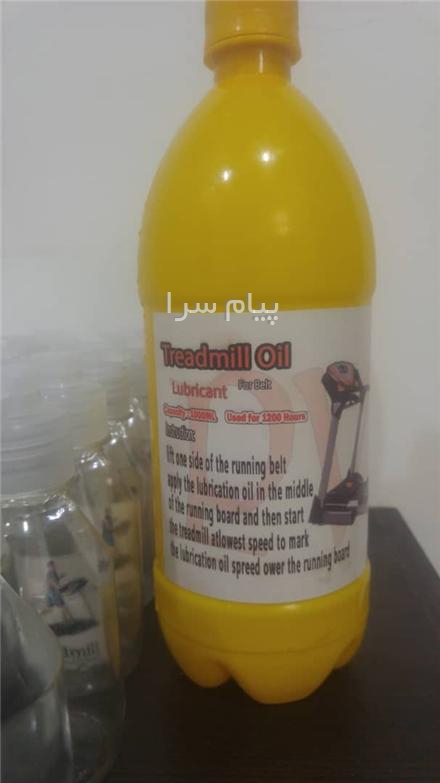 پیام سرا
Treadmill Oil
Lubricant For Belt
Capacity :1000ML Used for 1200 Hours
Instruction:
lift one side of the running belt
apply the lubrication oil in the middle
of the running board and then start
the treadmill atlowest speed to mark
the lubrication oil spreed ower the running board